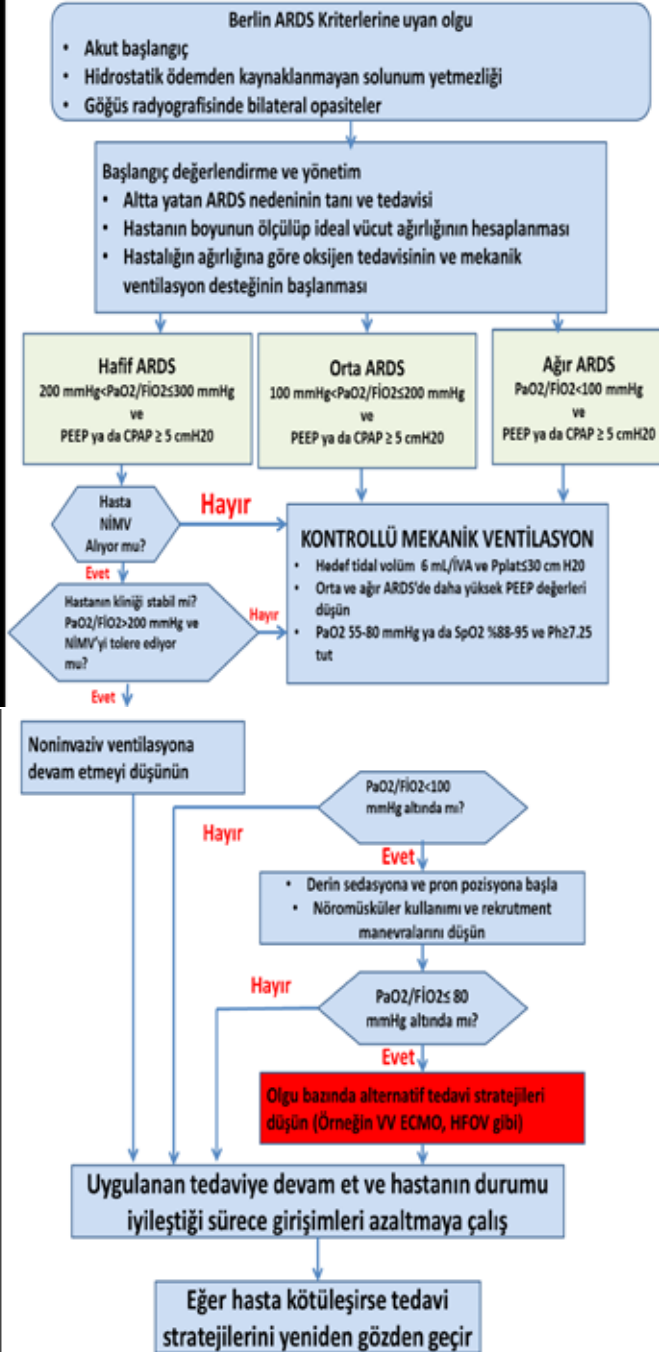 Berlin ARDS Kriterlerine uyan olgu
• Akut başlangıç
• Hidrostatik ödemden kaynaklanmayan solunum yetmezliği
• Göğüs radyografisinde bilateral opasiteler
Başlangıç değerlendirme ve yönetim
• Altta yatan ARDS nedeninin tanı ve tedavisi
• Hastanın boyunun ölçülüp ideal vücut ağırlığının hesaplanması
• Hastalığın ağırlığına göre oksijen tedavisinin ve mekanik
ventilasyon desteğinin başlanması
Hafif ARDS
200 mmHg<PaO2/FİO2≤300 mmHg
ve
PEEP ya da CPAP ≥ 5 cmH20
Orta ARDS
100 mmHg<PaO2/FİO2≤200 mmHg
ve
PEEP ya da CPAP ≥ 5 cmH20
Ağır ARDS
PaO2/FİO2<100 mmHg
ve
PEEP ya da CPAP ≥ 5 cmH20
Hasta
NİMV
Alıyor mu?
Hayır
Evet
KONTROLLÜ MEKANİK VENTİLASYON
• Hedef tidal volüm 6 mL/İVA ve Pplat≤30 cm H20
• Orta ve ağır ARDS'de daha yüksek PEEP değerleri
düşün
• PaO2 55-80 mmHg ya da SpO2 %88-95 ve Ph≥7.25
tut
Hastanın kliniği stabil mi?
PaO2/FİO2>200 mmHg ve
NİMV'yi tolere ediyor
mu?
Hayır
Evet
Noninvaziv ventilasyona
devam etmeyi düşünün
PaO2/FİO2<100
mmHg altında mı?
Hayır
Evet
• Derin sedasyona ve pron pozisyona başla
• Nöromüsküler kullanımı ve rekrutment
manevralarını düşün
Hayır
PaO2/FİO2≤ 80
mmHg altında mı?
Evet
Olgu bazında alternatif tedavi stratejileri
düşün (Örneğin VV ECMO, HFOV gibi)
Uygulanan tedaviye devam et ve hastanın durumu
iyileştiği sürece girişimleri azaltmaya çalış
Eğer hasta kötüleşirse tedavi
stratejilerini yeniden gözden geçir